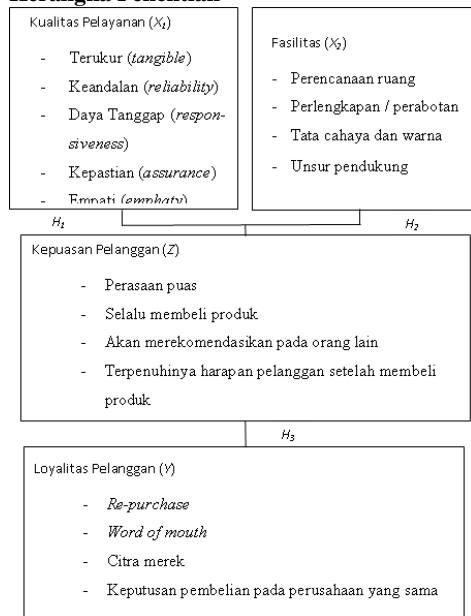 Kerangka Penelitian
Kualitas Pelayanan (X1)
- Terukur (tangible)
- Keandalan (reliability)
- Daya Tanggap (respon-
siveness)
- Kepastian (assurance)
- Empati (emphaty)
Fasilitas (X2)
- Perencanaan ruang
- Perlengkapan / perabotan
- Tata cahaya dan warna
- Unsur pendukung
H1
H2
Kepuasan Pelanggan (Z)
- Perasaan puas
- Selalu membeli produk
- Akan merekomendasikan pada orang lain
- Terpenuhinya harapan pelanggan setelah membeli
produk
H3
Loyalitas Pelanggan (Y)
- Re-purchase
- Word of mouth
- Citra merek
- Keputusan pembelian pada perusahaan yang sama